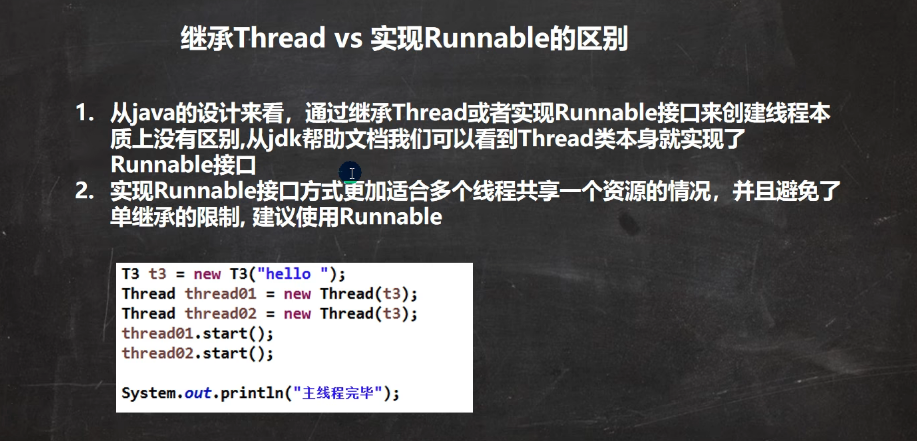 继承Thread vs 实现Runnable的区别
1. 从java的设计来看，通过继承Thread或者实现Runnable接口来创建线程本
质上没有区别,从jdk帮助文档我们可以看到Thread类本身就实现了
Runnable接口
2. 实现Runnable接口方式更加适合多个线程共享一个资源的情况，并且避免了
单继承的限制, 建议使用Runnable
T3 t3 = new T3("hello ");
Thread thread01 = new Thread(t3);
Thread thread02 = new Thread(t3);
thread01.start();
thread02.start();
System.out.println("主线程完毕");